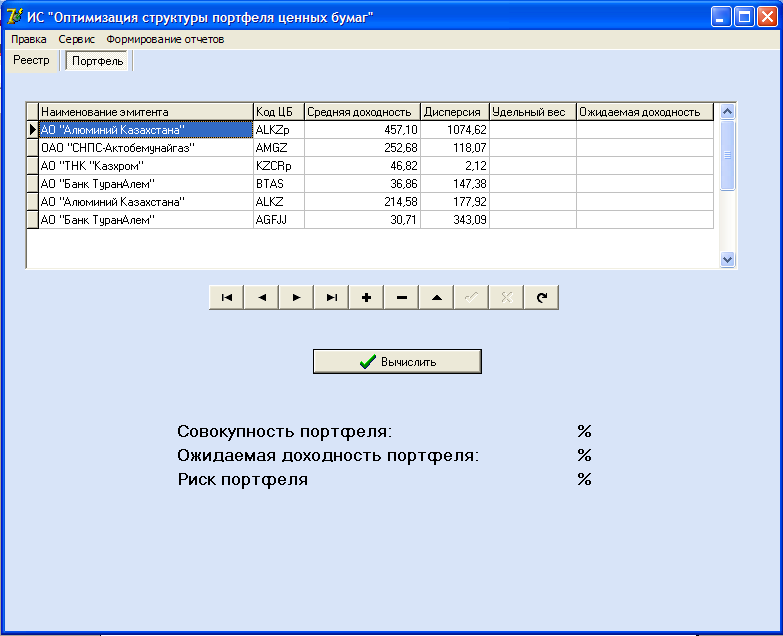 ИС "Оптимизация структуры портфеля ценных бумаг"
Правка Сервис Формирование отчетов
Реестр Портфель
Наименование эмитента Код ЦБ Средняя доходность Дисперсия Удельный вес Ожидаемая доходность
АО "Алюминий Казахстана" ALKZp 457,10 1074,62
ОАО "СНПС-Актобемунайгаз" AMGZ 252,68 118,07
АО "ТНК "Казхром" KZCRp 46,82 2,12
АО "Банк ТуранАлем" BTAS 36,86 147,38
АО "Алюминий Казахстана" ALKZ 214,58 177,92
АО "Банк ТуранАлем" AGFJJ 30,71 343,09
Вычислить
Совокупность портфеля: %
Ожидаемая доходность портфеля: %
Риск портфеля %